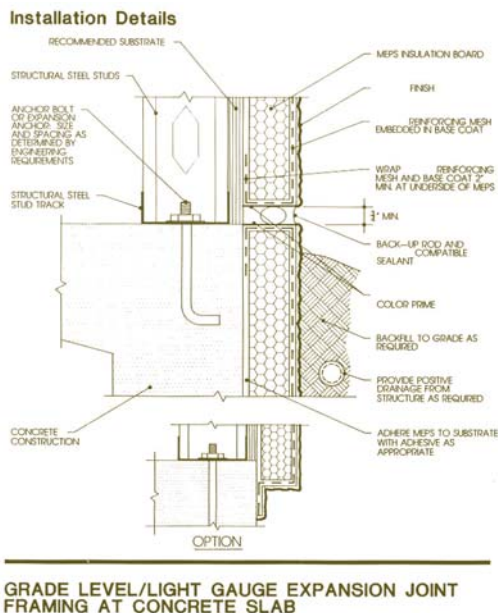 Installation Details
RECOMMENDED SUBSTRATE
STRUCTURAL STEEL STUDS
ANCHOR BOLT
OR EXPANSION
ANCHOR: SIZE
AND SPACING AS
DETERMINED BY
ENGINEERING
REQUIREMENTS
STRUCTURAL STEEL
STUD TRACK
CONCRETE
CONSTRUCTION
MEPS INSULATION BOARD
FINISH
REINFORCING MESH
EMBEDDED IN BASE COAT
WRAP REINFORCING
MESH AND BASE COAT 2"
MIN. AT UNDERSIDE OF MEPS
" MIN.
BACK-UP ROD AND
COMPATIBLE
SEALANT
COLOR PRIME
BACKFILL TO GRADE AS
REQUIRED
PROVIDE POSITIVE
DRAINAGE FROM
STRUCTURE AS REQUIRED
ADHERE MEPS TO SUBSTRATE
WITH ADHESIVE AS
APPROPRIATE
OPTION
GRADE LEVEL/LIGHT GAUGE EXPANSION JOINT
FRAMING AT CONCRETE SLAB